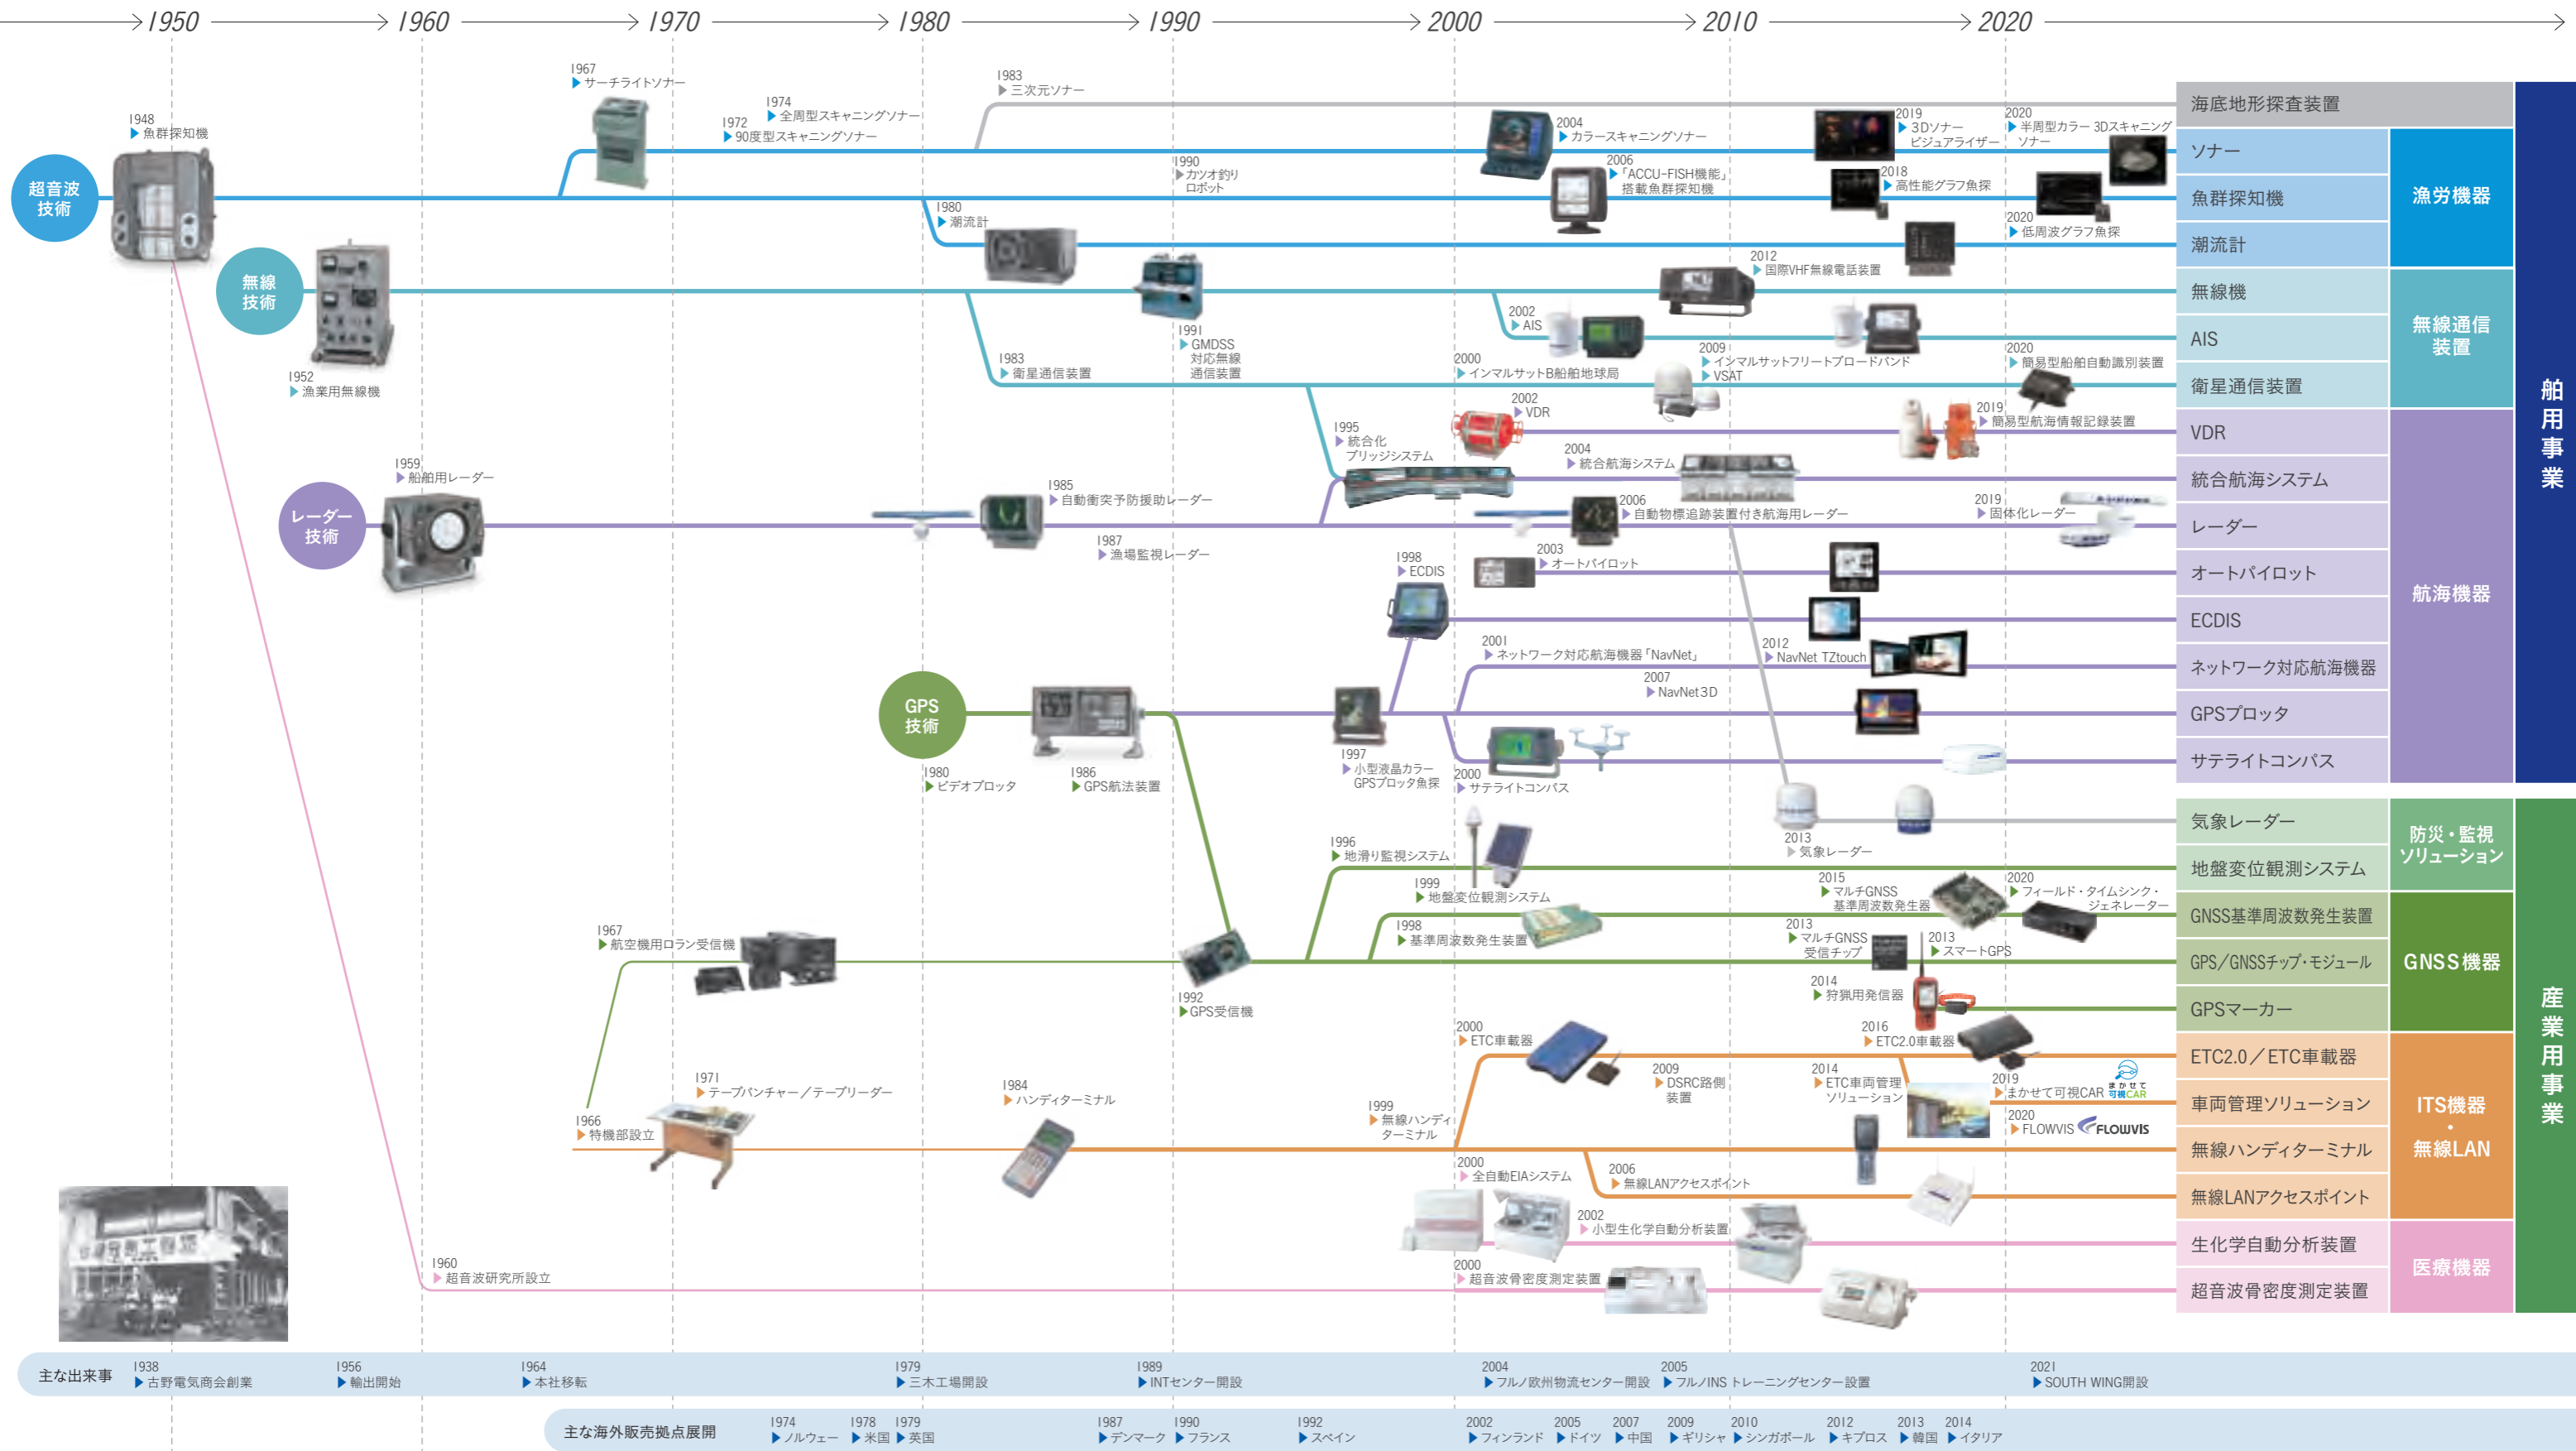 1950
1960
1970
1980
1990
2000
2010
2020
超音波
技術
1948
魚群探知機
1967
サーチライトソナー
1972
90度型スキャニングソナー
1974
全周型スキャニングソナー
1983
三次元ソナー
1990
カツオ釣り
ロボット
1980
潮流計
2004
カラースキャニングソナー
2006
「ACCU-FISH機能」
搭載魚群探知機
2019
3Dソナー
ビジュアライザー
2018
高性能グラフ魚探
2020
半周型カラー 3Dスキャニング
ソナー
2020
低周波グラフ魚探
無線
技術
1952
漁業用無線機
1983
衛星通信装置
1991
GMDSS
対応無線
通信装置
2002
AIS
2012
国際VHF無線電話装置
2000
インマルサットB船舶地球局
2009
インマルサットフリートブロードバンド
VSAT
2020
簡易型船舶自動識別装置
レーダー
技術
1959
船舶用レーダー
1985
自動衝突予防援助レーダー
1987
漁場監視レーダー
1995
統合化
ブリッジシステム
2002
VDR
2019
簡易型航海情報記録装置
2004
統合航海システム
2006
自動物標追跡装置付き航海用レーダー
2019
固体化レーダー
2003
オートパイロット
1998
ECDIS
2001
ネットワーク対応航海機器「NavNet」
2007
NavNet3D
2012
NavNet TZtouch
GPS
技術
1980
ビデオプロッタ
1986
GPS航法装置
1997
小型液晶カラー
GPSプロッタ魚探
2000
サテライトコンパス
2013
気象レーダー
1996
地滑り監視システム
1999
地盤変位観測システム
1998
基準周波数発生装置
2015
マルチGNSS
基準周波数発生器
2020
フィールド・タイムシンク・
ジェネレーター
2013
マルチGNSS
受信チップ
2013
スマートGPS
2014
狩猟用発信器
1967
航空機用ロラン受信機
1992
GPS受信機
1966
特機部設立
1971
テープパンチャー／テープリーダー
1984
ハンディターミナル
1999
無線ハンディ
ターミナル
2000
ETC車載器
2009
DSRC路側
装置
2016
ETC2.0車載器
2014
ETC車両管理
ソリューション
2019
まかせて可視CAR
まかせて
可視CAR
2020
FLOWVIS
FLOWVIS
2006
無線LANアクセスポイント
2000
全自動EIAシステム
2002
小型生化学自動分析装置
1960
超音波研究所設立
2000
超音波骨密度測定装置
海底地形探査装置
ソナー
魚群探知機
潮流計
無線機
AIS
衛星通信装置
VDR
統合航海システム
レーダー
オートパイロット
ECDIS
ネットワーク対応航海機器
GPSプロッタ
サテライトコンパス
気象レーダー
地盤変位観測システム
GNSS基準周波数発生装置
GPS／GNSSチップ・モジュール
GPSマーカー
ETC2.0／ETC車載器
車両管理ソリューション
無線ハンディターミナル
無線LANアクセスポイント
生化学自動分析装置
超音波骨密度測定装置
漁労機器
無線通信
装置
航海機器
防災・監視
ソリューション
GNSS機器
ITS機器
・
無線LAN
医療機器
舶用事業
産業用事業
主な出来事
1938
古野電気商会創業
1956
輸出開始
1964
本社移転
1979
三木工場開設
1989
INTセンター開設
2004
フルノ欧州物流センター開設
2005
フルノINS トレーニングセンター設置
2021
SOUTH WING開設
主な海外販売拠点展開
1974
ノルウェー
1978
米国
1979
英国
1987
デンマーク
1990
フランス
1992
スペイン
2002
フィンランド
2005
ドイツ
2007
中国
2009
ギリシャ
2010
シンガポール
2012
キプロス
2013
韓国
2014
イタリア